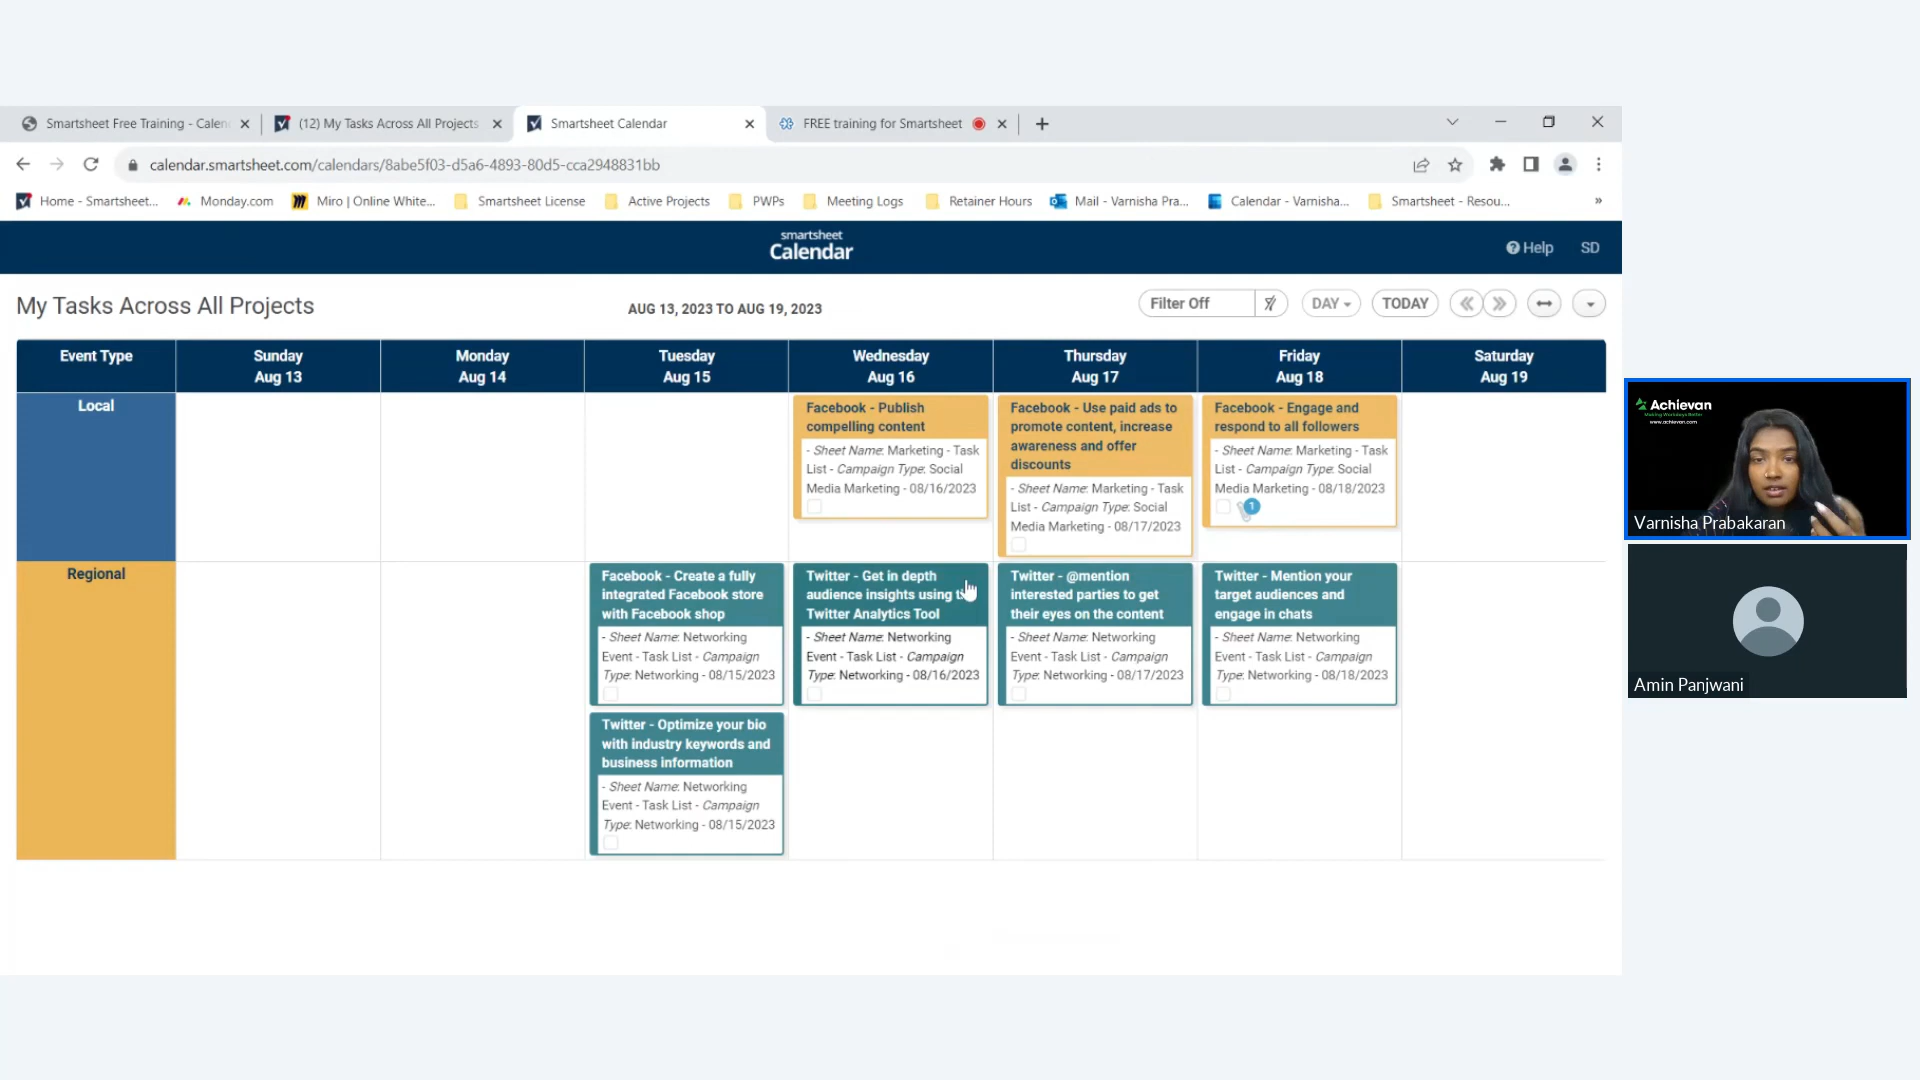 Smartsheet Free Training - Calen
(12) My Tasks Across All Projects
Smartsheet Calendar
FREE training for Smartsheet
calendar.smartsheet.com/calendars/8abe5f03-d5a6-4893-80d5-cca2948831bb
Home - Smartsheet...
Monday.com
Miro | Online White...
Smartsheet License
Active Projects
PWPs
Meeting Logs
Retainer Hours
Mail - Varnisha Pra...
Calendar - Varnisha...
Smartsheet - Resou...
»
smartsheet
Calendar
Help
SD
My Tasks Across All Projects
AUG 13, 2023 TO AUG 19, 2023
Filter Off
DAY
TODAY
Event Type
Sunday
Aug 13
Monday
Aug 14
Tuesday
Aug 15
Wednesday
Aug 16
Thursday
Aug 17
Friday
Aug 18
Saturday
Aug 19
Local
Facebook - Publish
compelling content
- Sheet Name: Marketing - Task
List - Campaign Type: Social
Media Marketing - 08/16/2023
Facebook - Use paid ads to
promote content, increase
awareness and offer
discounts
- Sheet Name: Marketing - Task
List - Campaign Type: Social
Media Marketing - 08/17/2023
Facebook - Engage and
respond to all followers
- Sheet Name: Marketing - Task
List - Campaign Type: Social
Media Marketing - 08/18/2023
1
Regional
Facebook - Create a fully
integrated Facebook store
with Facebook shop
- Sheet Name: Networking
Event - Task List - Campaign
Type: Networking - 08/15/2023
Twitter - Optimize your bio
with industry keywords and
business information
- Sheet Name: Networking
Event - Task List - Campaign
Type: Networking - 08/15/2023
Twitter - Get in depth
audience insights using
Twitter Analytics Tool
- Sheet Name: Networking
Event - Task List - Campaign
Type: Networking - 08/16/2023
Twitter - @mention
interested parties to get
their eyes on the content
- Sheet Name: Networking
Event - Task List - Campaign
Type: Networking - 08/17/2023
Twitter - Mention your
target audiences and
engage in chats
- Sheet Name: Networking
Event - Task List - Campaign
Type: Networking - 08/18/2023
Achievan
Making Workdays Better
www.achievan.com
Varnisha Prabakaran
Amin Panjwani